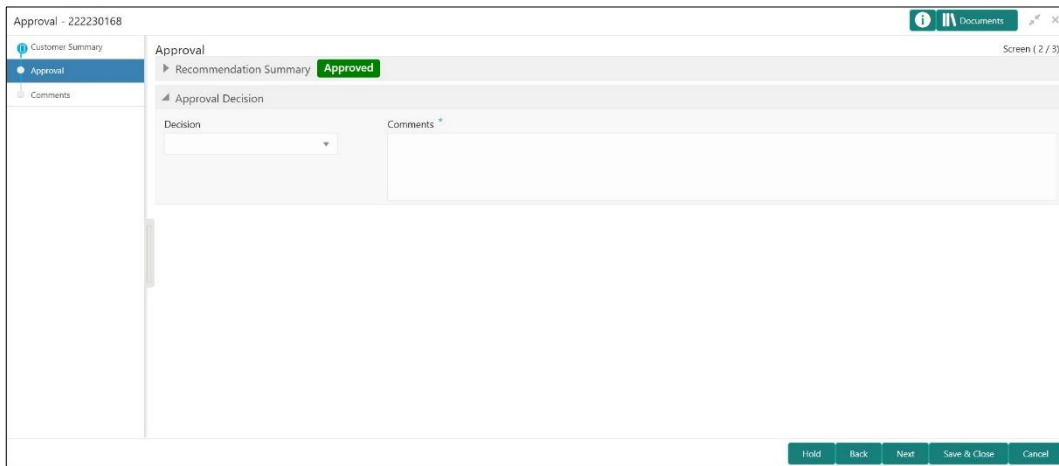 Approval - 222230168
Documents
Customer Summary
Approval
Comments
Approval
Screen ( 2 / 3)
Recommendation Summary Approved
Approval Decision
Decision
Comments *
Hold Back Next Save & Close Cancel